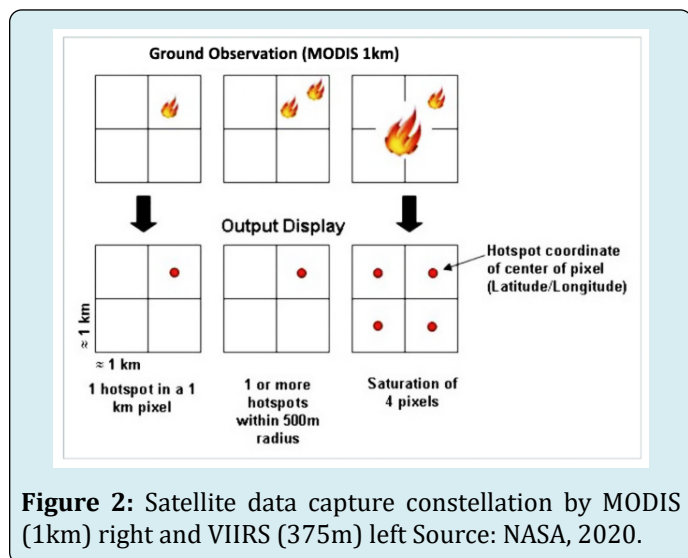 Ground Observation (MODIS 1km)
Output Display
Hotspot coordinate
of center of pixel
(Latitude/Longitude)
≈ 1 km
≈ 1 km
1 hotspot in a 1
km pixel
1 or more
hotspots
within 500m
radius
Saturation of
4 pixels
Figure 2: Satellite data capture constellation by MODIS
(1km) right and VIIRS (375m) left Source: NASA, 2020.